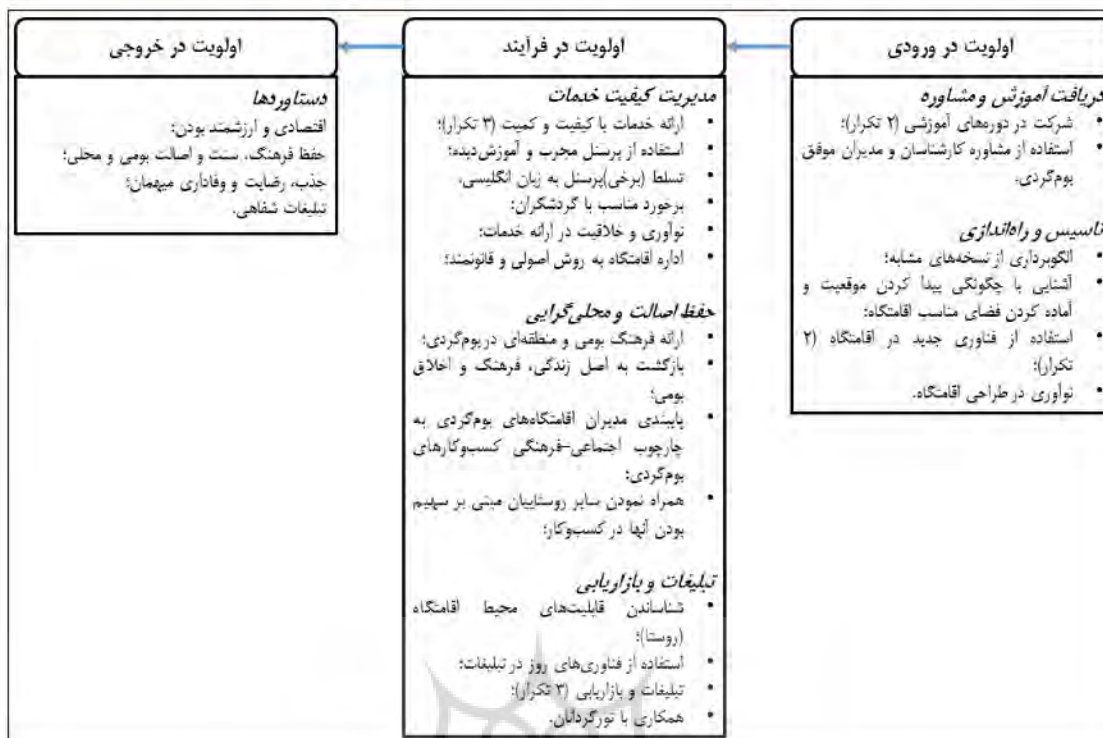 اولویت در ورودی
دریافت آموزش و مشاوره
• شرکت در دوره‌های آموزشی (۲ تکرار)؛
• استفاده از مشاوره کارشناسان و مدیران موفق
بوم‌گردی.
تاسیس و راه‌اندازی
• الگوبرداری از نسخه‌های مشابه؛
• آشنایی با چگونگی پیدا کردن موقعیت و
آماده کردن فضای مناسب اقامتگاه؛
• استفاده از فناوری جدید در اقامتگاه (۲
تکرار)؛
• نوآوری در طراحی اقامتگاه.
اولویت در فرآیند
مدیریت کیفیت خدمات
• ارائه خدمات با کیفیت و کمیت (۳ تکرار)؛
• استفاده از پرسنل مجرب و آموزش‌دیده؛
• تسلط (برخی)پرسنل به زبان انگلیسی،
• برخورد مناسب با گردشگران؛
• نوآوری و خلاقیت در ارائه خدمات؛
• اداره اقامتگاه به روش اصولی و قانونمند؛
حفظ اصالت و محلی‌گرایی
• ارائه فرهنگ بومی و منطقه‌ای در بوم‌گردی؛
• بازگشت به اصل زندگی، فرهنگ و اخلاق
بومی؛
• پایبندی مدیران اقامتگاه‌های بوم‌گردی به
چارچوب اجتماعی-فرهنگی کسب‌وکارهای
بوم‌گردی؛
• همراه نمودن سایر روستاییان مبتنی بر سهیم
بودن آنها در کسب‌وکار؛
تبلیغات و بازاریابی
• شناساندن قابلیت‌های محیط اقامتگاه
(روستا)؛
• استفاده از فناوری‌های روز در تبلیغات؛
• تبلیغات و بازاریابی (۳ تکرار)؛
• همکاری با تورگردانان.
اولویت در خروجی
دستاوردها
اقتصادی و ارزشمند بودن؛
حفظ فرهنگ، سنت و اصالت بومی و محلی؛
جذب، رضایت و وفاداری میهمان؛
تبلیغات شفاهی.